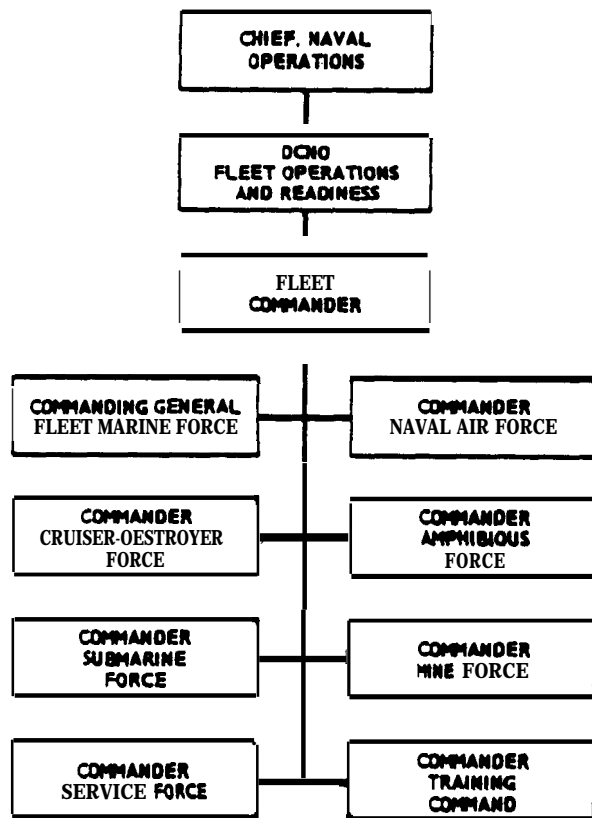 CHIEF, NAVAL
OPERATIONS
DCNO
FLEET OPERATIONS
AND READINESS
FLEET
COMMANDER
COMMANDING GENERAL
FLEET MARINE FORCE
COMMANDER
NAVAL AIR FORCE
COMMANDER
CRUISER-OESTROYER
FORCE
COMMANDER
AMPHIBIOUS
FORCE
COMMANDER
SUBMARINE
FORCE
COMMANDER
MINE FORCE
COMMANDER
SERVICE FORCE
COMMANDER
TRAINING
COMMAND